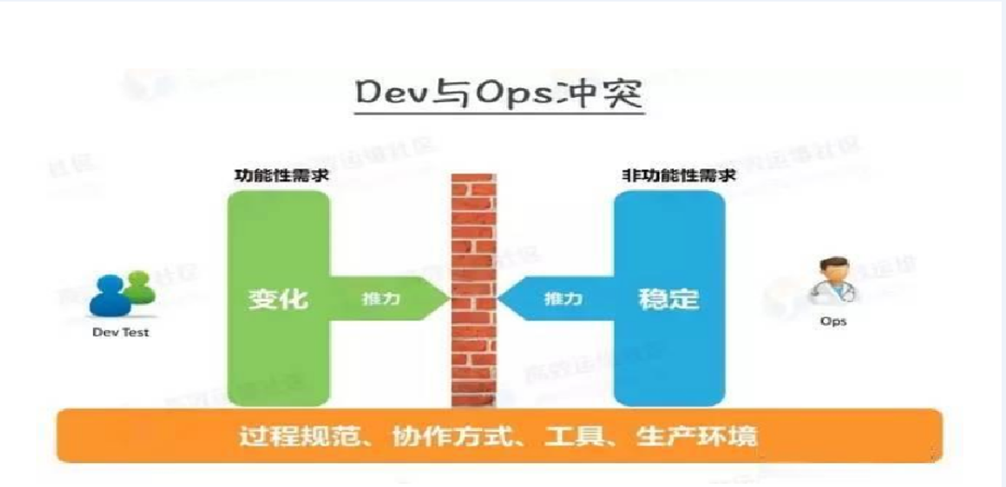 Dev与Ops冲突
功能性需求
非功能性需求
变化
推力
推力
稳定
Dev Test
Ops
过程规范、协作方式、工具、生产环境